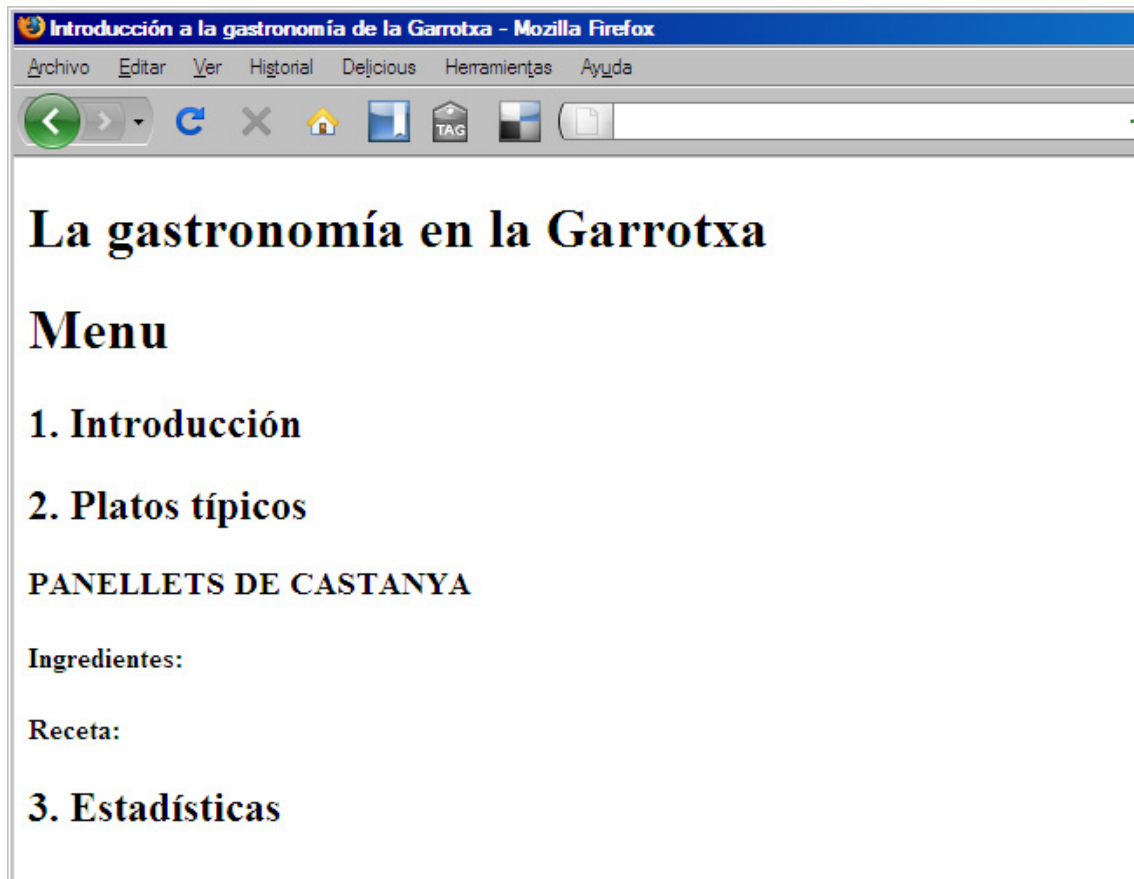 Introducción a la gastronomía de la Garrotxa - Mozilla Firefox
Archivo Editar Ver Historial Delicious Herramientas Ayuda
TAG
La gastronomía en la Garrotxa
Menu
1. Introducción
2. Platos típicos
PANELLETS DE CASTANYA
Ingredientes:
Receta:
3. Estadísticas